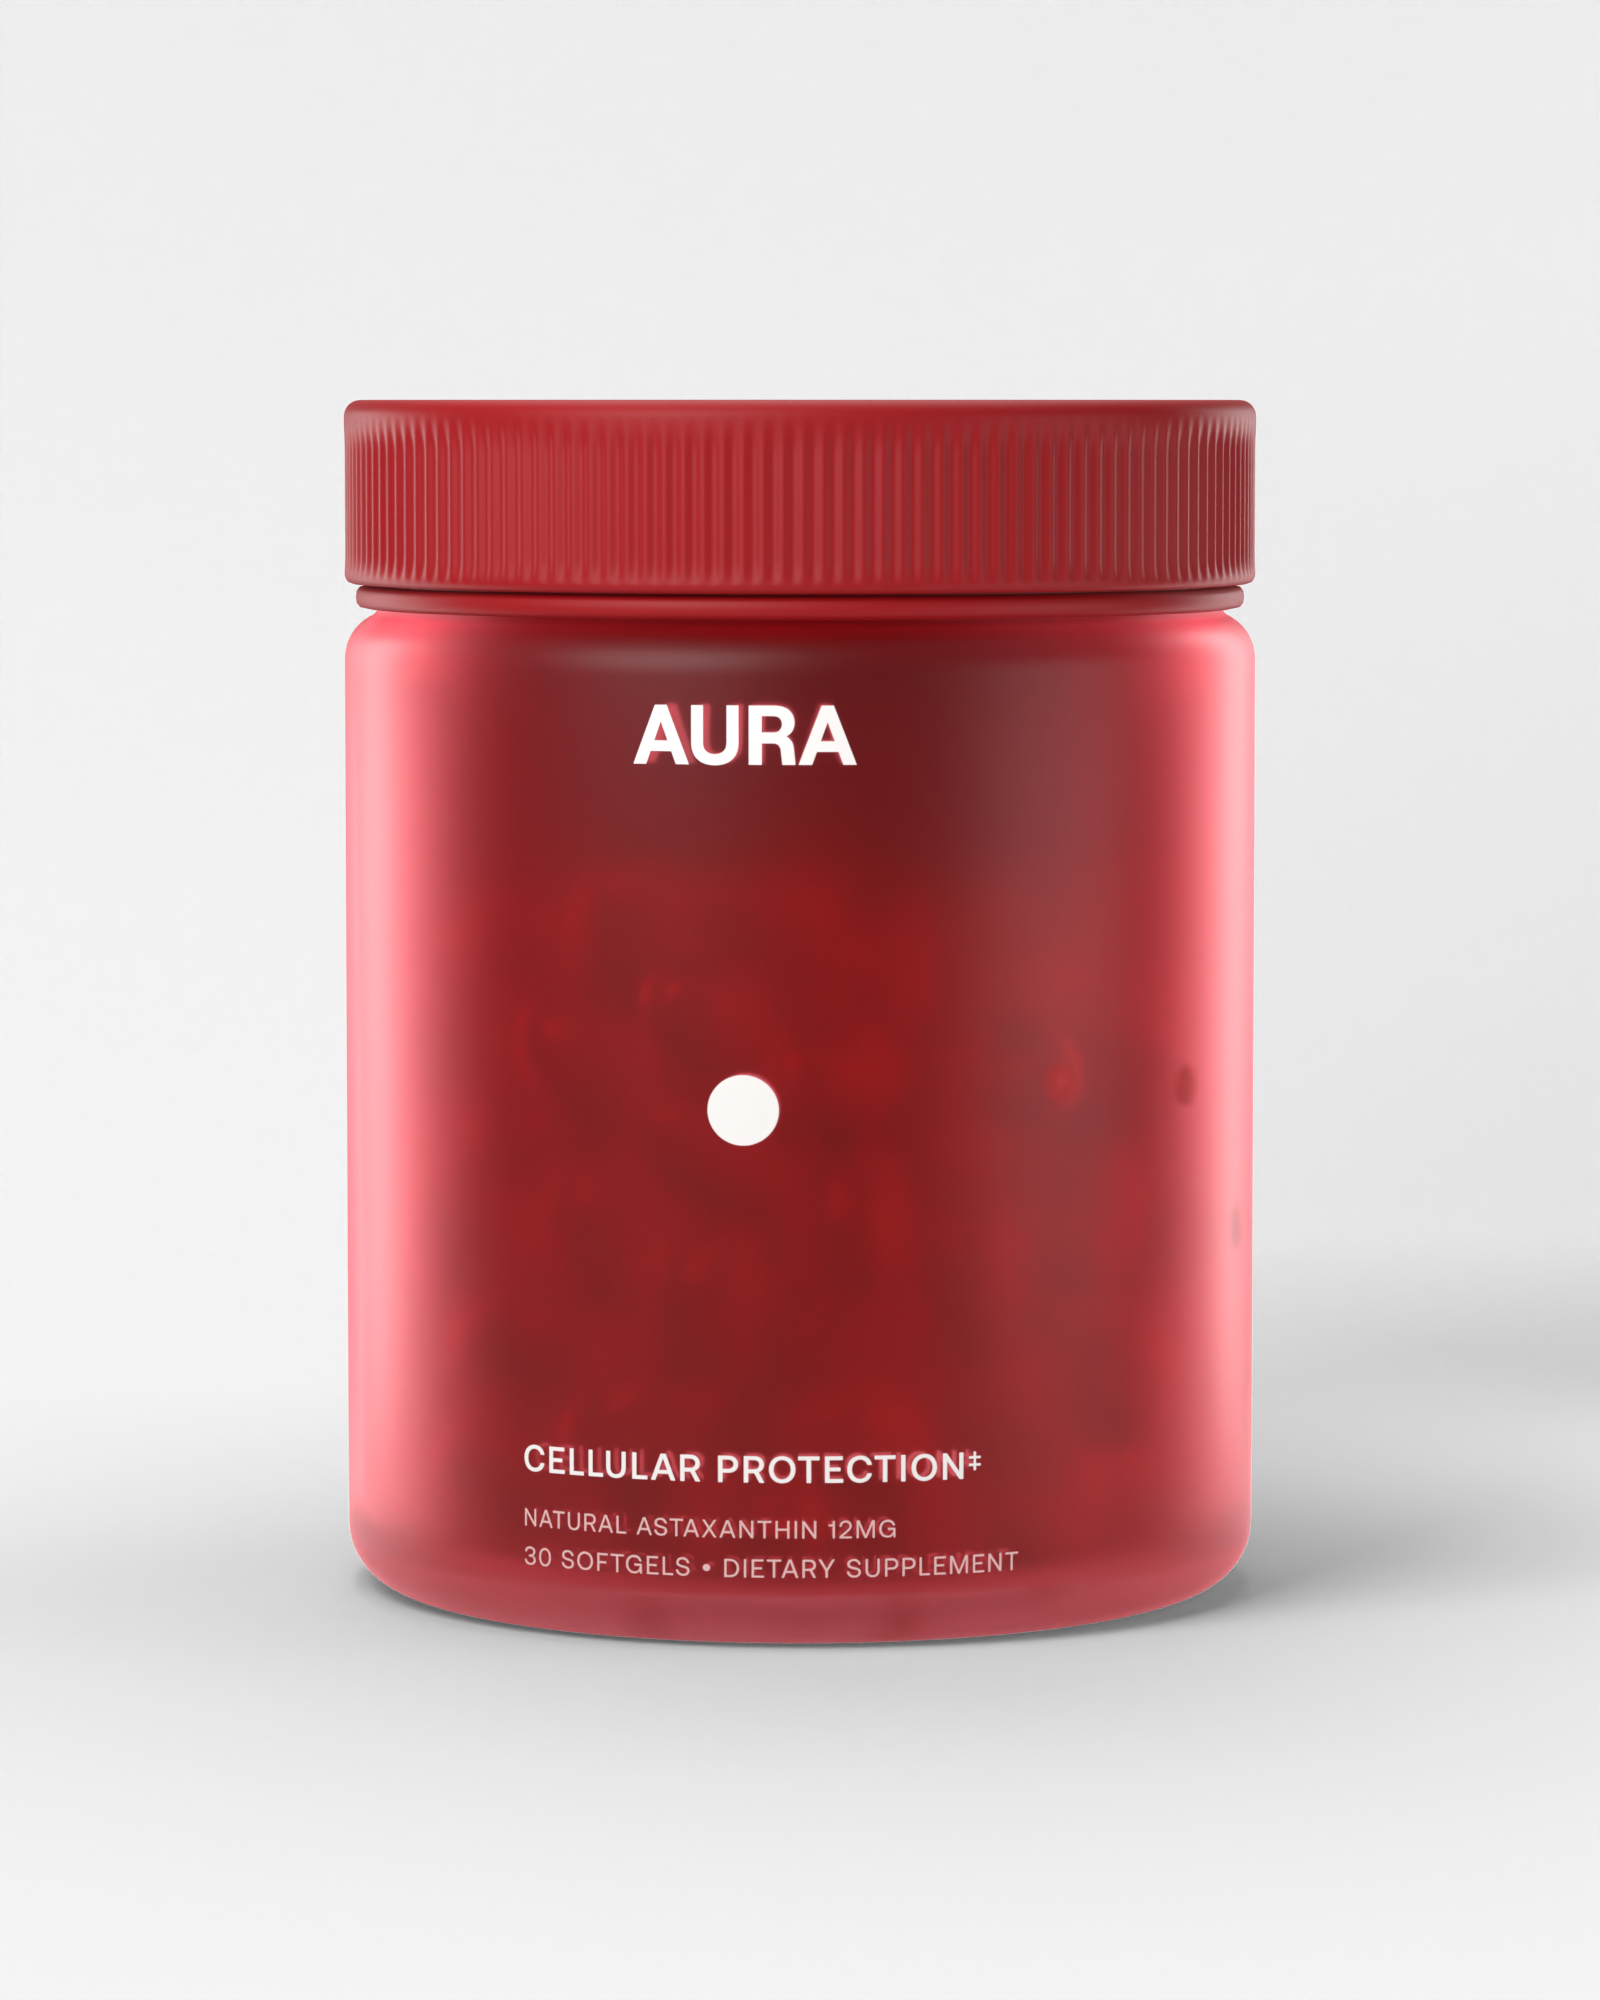 AURA
CELLULAR PROTECTION‡
NATURAL ASTAXANTHIN 12MG
30 SOFTGELS • DIETARY SUPPLEMENT